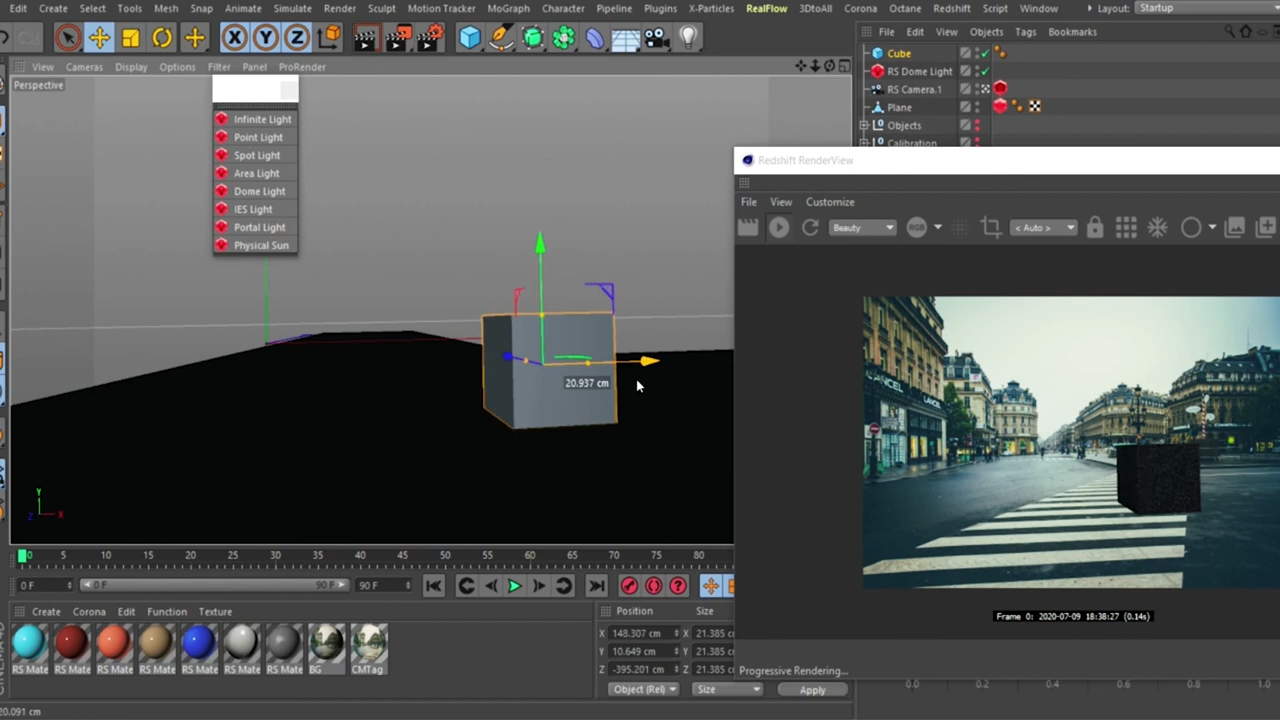 Edit Create Select Tools Mesh Snap Animate Simulate Render Sculpt Motion Tracker MoGraph Character Pipeline Plugins X-Particles RealFlow 3DtoAll Corona Octane Redshift Script Window Layout: Startup
X Y Z
File Edit View Objects Tags Bookmarks
View Cameras Display Options Filter Panel ProRender
Perspective
Infinite Light
Point Light
Spot Light
Area Light
Dome Light
IES Light
Portal Light
Physical Sun
Cube
RS Dome Light
RS Camera.1
Plane
Objects
Calibration
Redshift RenderView
File View Customize
Beauty RGB < Auto >
LANCEL LANCEL
20.937 cm
Y
Z X
Frame 0: 2020-07-09 18:38:27 (0.14s)
Progressive Rendering...
0 5 10 15 20 25 30 35 40 45 50 55 60 65 70 75 80
0 F 0 F 90 F 90 F
Create Corona Edit Function Texture
RS Mate RS Mate RS Mate RS Mate RS Mate RS Mate RS Mate BG CMTag
Position Size
X 148.307 cm X 21.385 cm
Y 10.649 cm Y 21.385 cm
Z -395.201 cm Z 21.385 cm
Object (Rel) Size Apply
0.0 0.2 0.4 0.6 0.8 1.0
20.091 cm